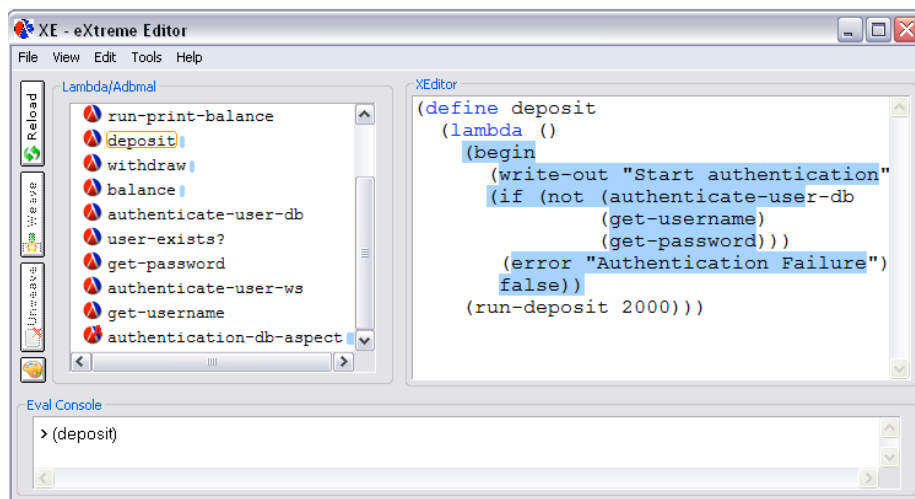 XE - eXtreme Editor
File View Edit Tools Help
Reload
Weave
Unweave
Lambda/Adbmal
run-print-balance
deposit
withdraw
balance
authenticate-user-db
user-exists?
get-password
authenticate-user-ws
get-username
authentication-db-aspect
XEditor
(define deposit
(lambda ()
(begin
(write-out "Start authentication"
(if (not (authenticate-user-db
(get-username)
(get-password)))
(error "Authentication Failure")
false))
(run-deposit 2000)))
Eval Console
> (deposit)